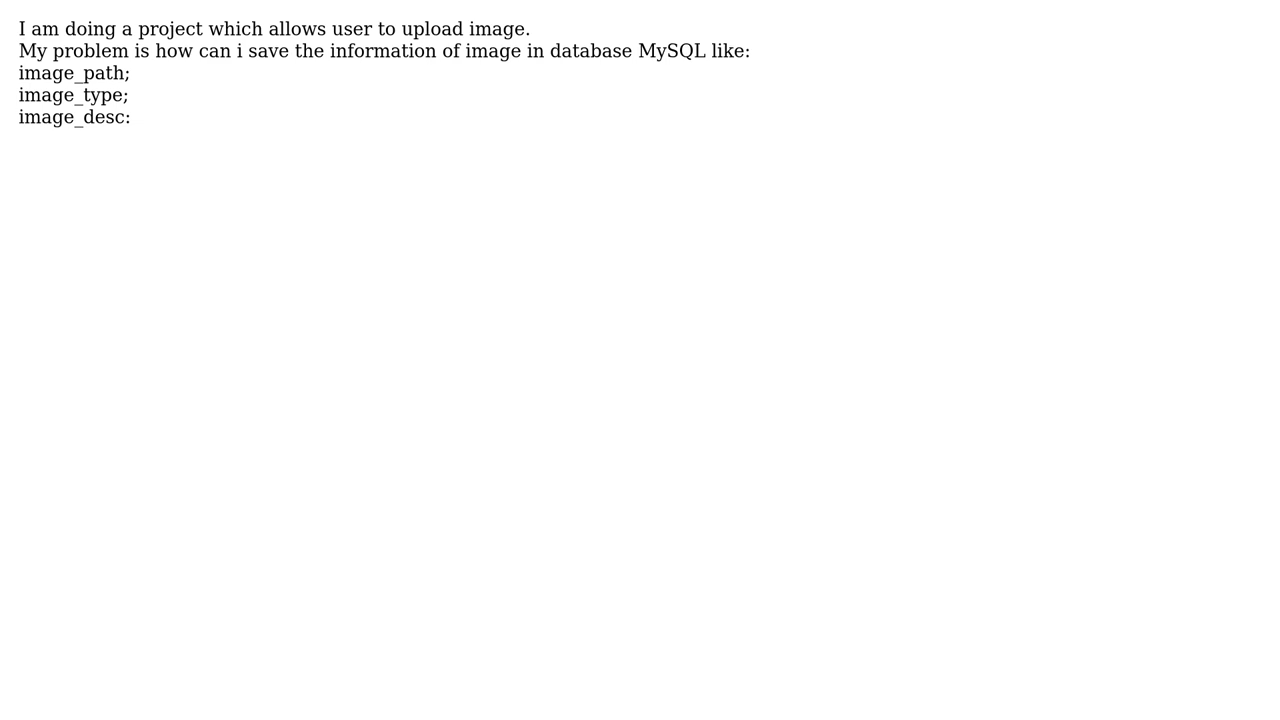 I am doing a project which allows user to upload image.
My problem is how can i save the information of image in database MySQL like:
image_path;
image_type;
image_desc: